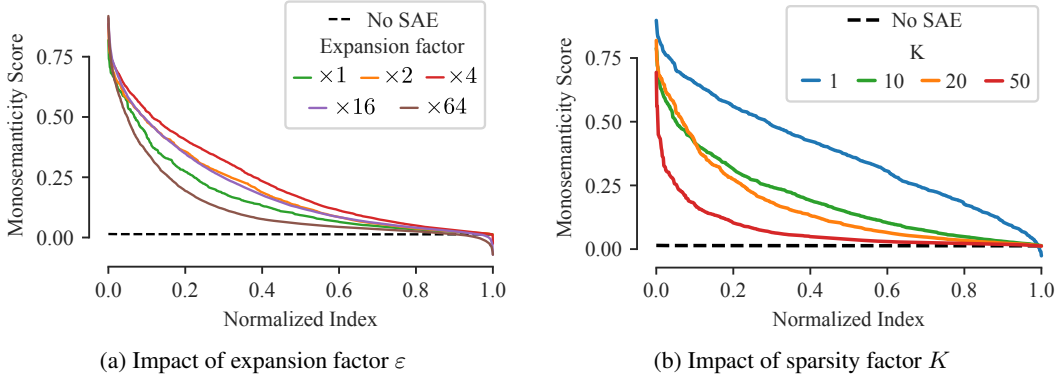 No SAE
Expansion factor
×1 ×2 ×4
×16 ×64
Monosemanticity Score
0.75
0.50
0.25
0.00
0.0 0.2 0.4 0.6 0.8 1.0
Normalized Index
(a) Impact of expansion factor ε
No SAE
K
1 10 20 50
Monosemanticity Score
0.75
0.50
0.25
0.00
0.0 0.2 0.4 0.6 0.8 1.0
Normalized Index
(b) Impact of sparsity factor K